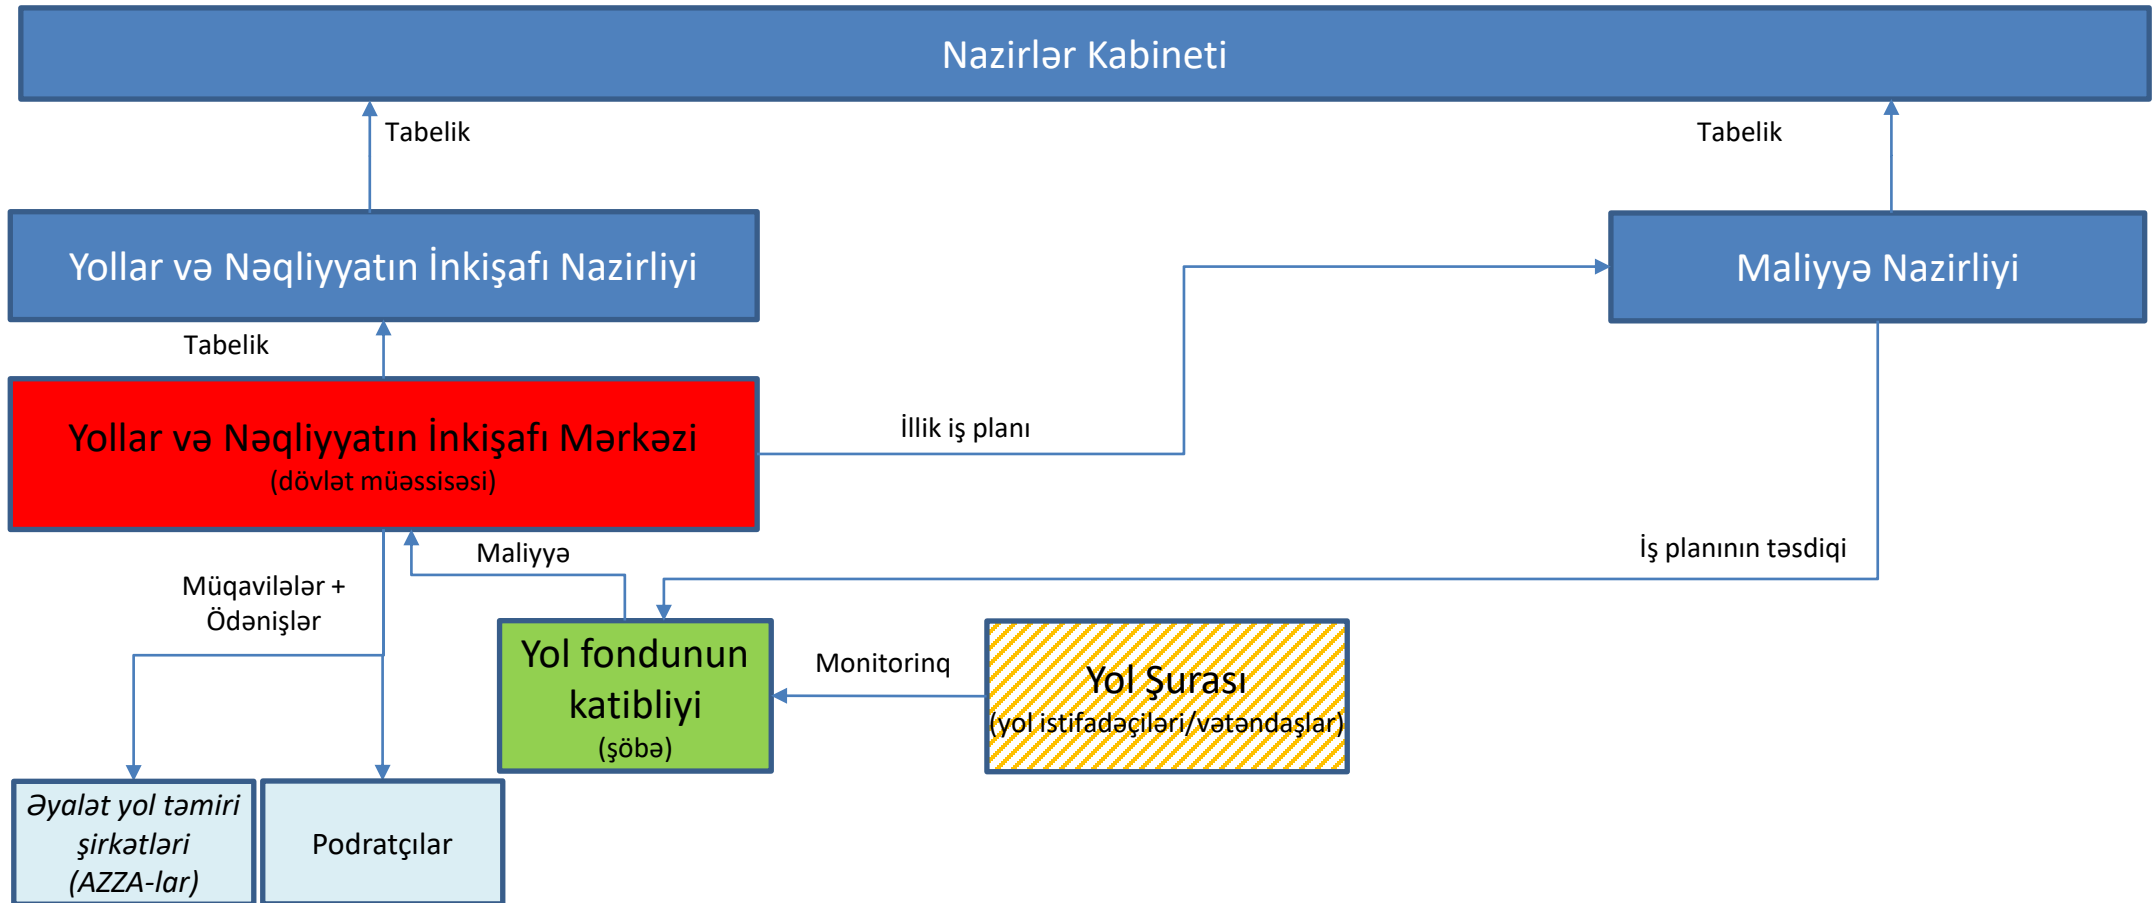 Nazirlər Kabineti
Tabelik
Tabelik
Yollar və Nəqliyyatın İnkişafı Nazirliyi
Maliyyə Nazirliyi
Tabelik
Yollar və Nəqliyyatın İnkişafı Mərkəzi
(dövlət müəssisəsi)
İllik iş planı
Maliyyə
İş planının təsdiqi
Müqavilələr +
Ödənişlər
Yol fondunun
katibliyi
(şöbə)
Monitorinq
Yol Şurası
(yol istifadəçiləri/vətəndaşlar)
Əyalət yol təmiri
şirkətləri
(AZZA-lar)
Podratçılar